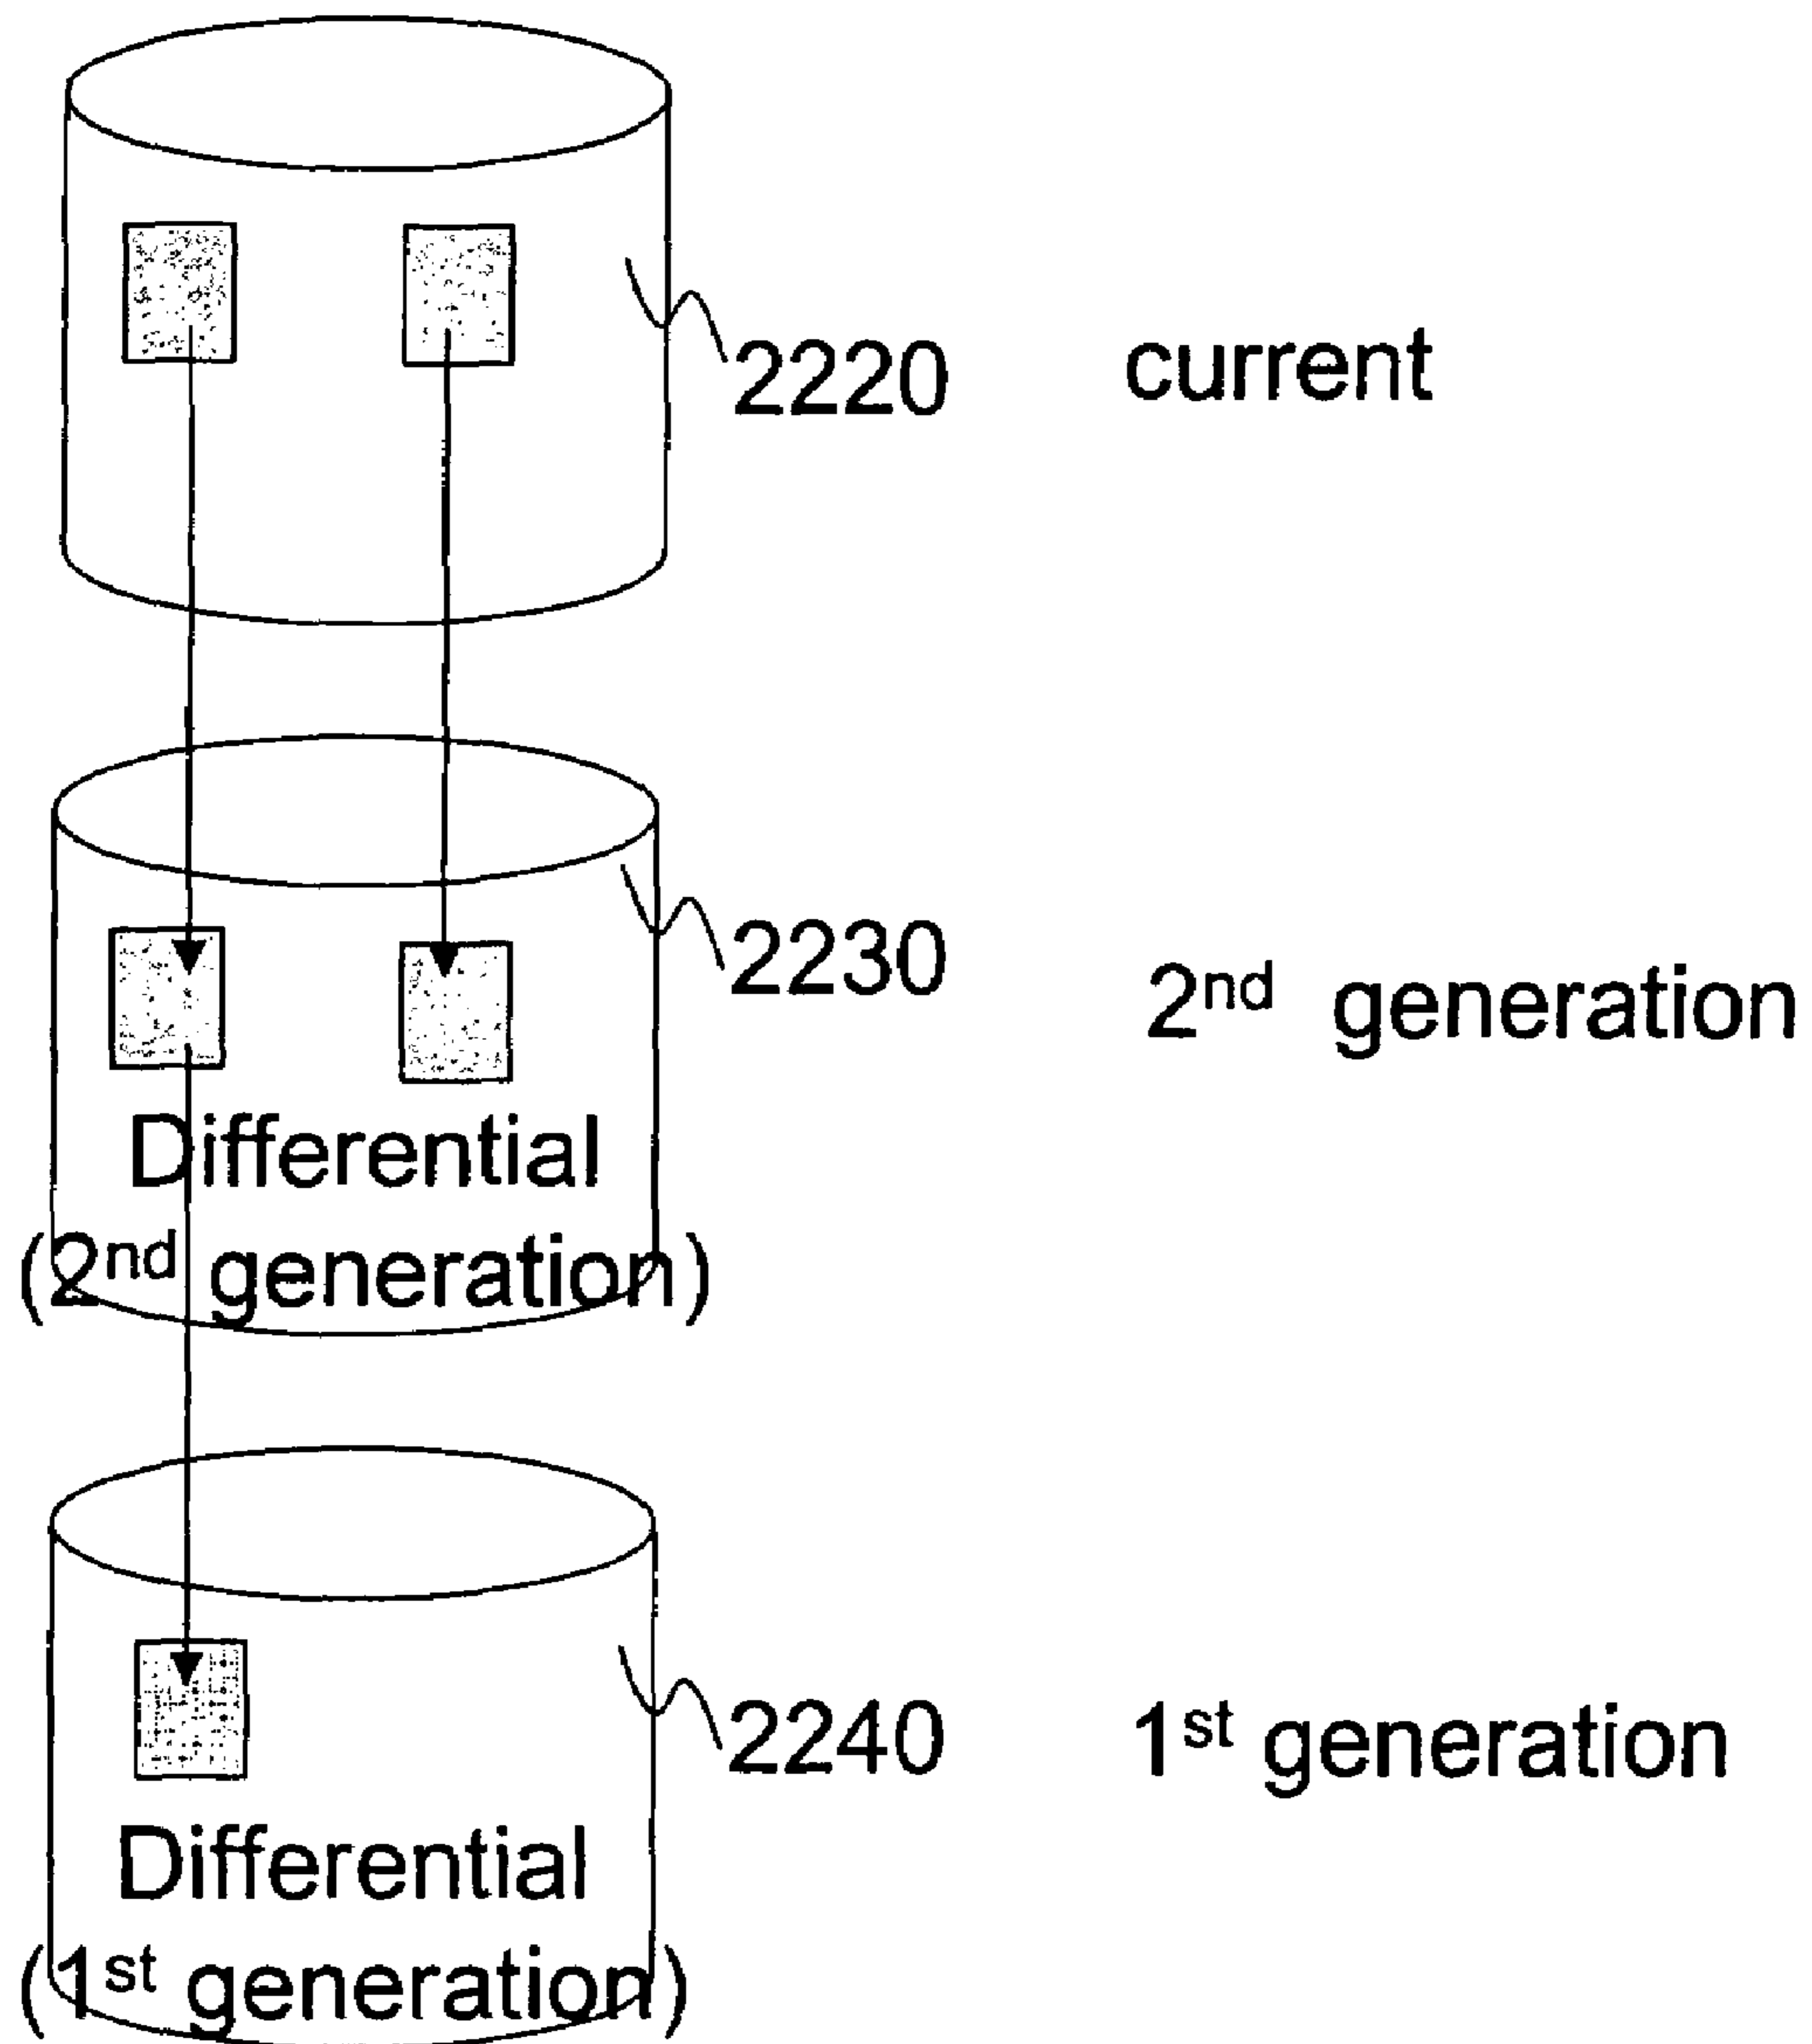 2220 current
2230 2nd generation
Differential
(2nd generation)
2240 1st generation
Differential
(1st generation)